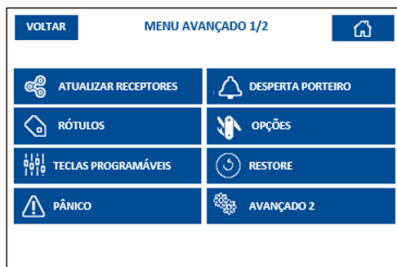 VOLTAR
MENU AVANÇADO 1/2
ATUALIZAR RECEPTORES
DESPERTA PORTEIRO
RÓTULOS
OPÇÕES
TECLAS PROGRAMÁVEIS
RESTORE
PÂNICO
AVANÇADO 2